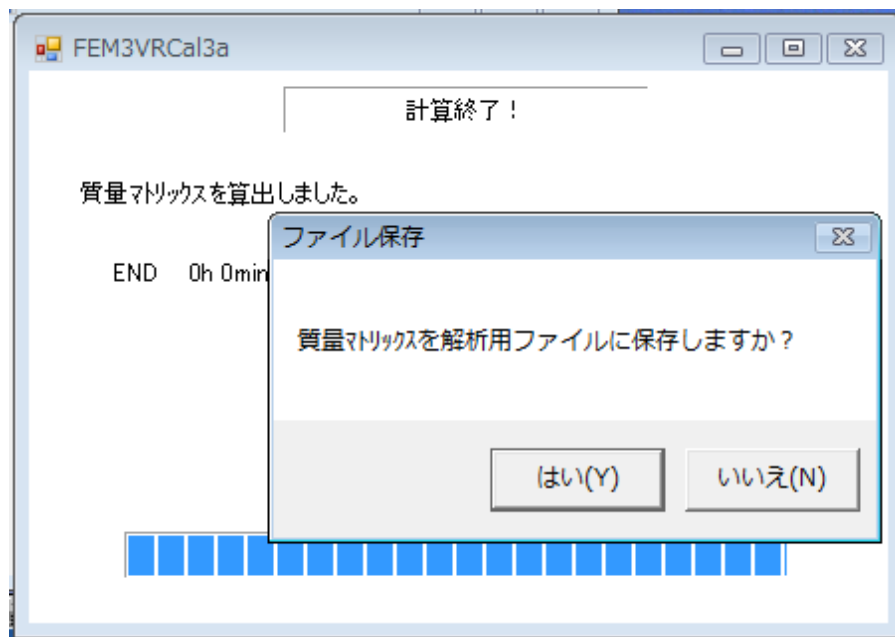 FEM3VRCal3a
計算終了！
質量ﾏﾄﾘｯｸｽを算出しました。
END 0h 0min
ファイル保存
質量ﾏﾄﾘｯｸｽを解析用ファイルに保存しますか？
はい(Y)
いいえ(N)